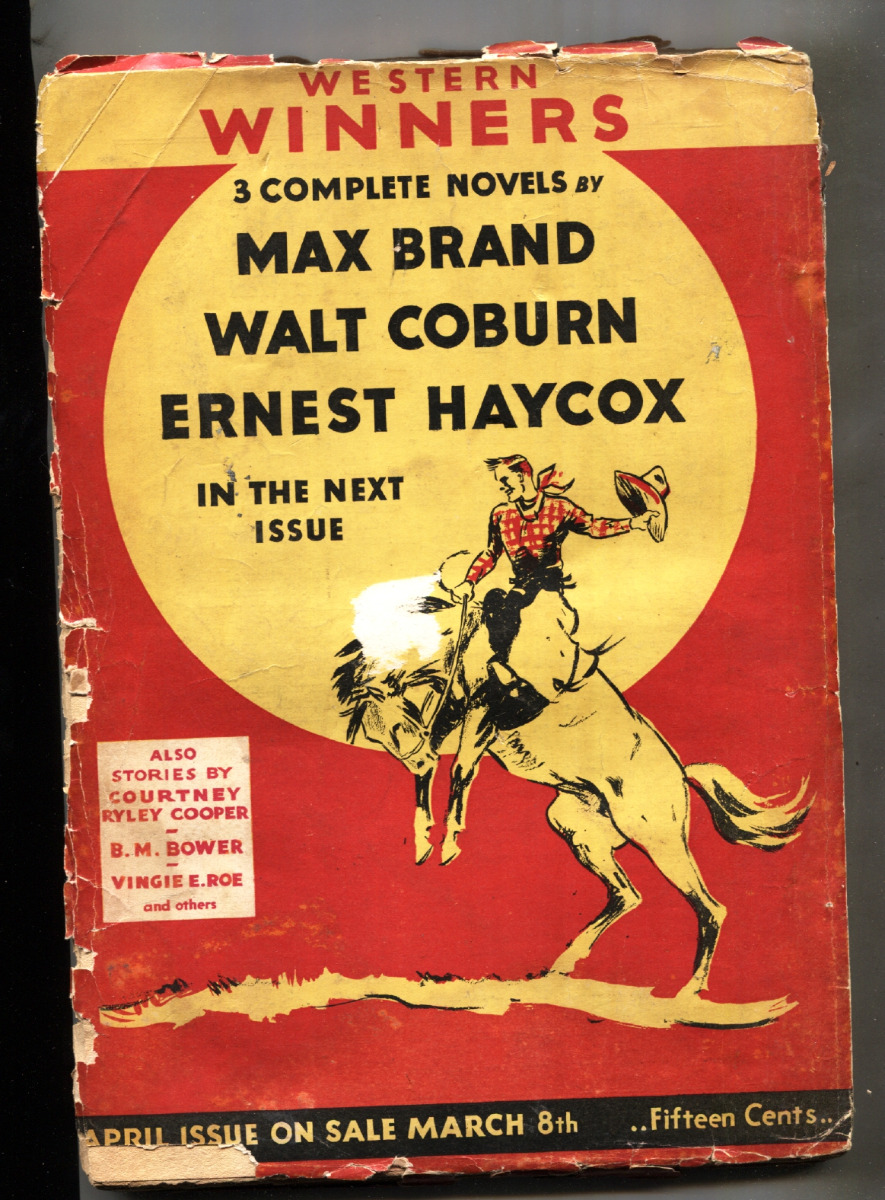 WESTERN
WINNERS
3 COMPLETE NOVELS BY
MAX BRAND
WALT COBURN
ERNEST HAYCOX
IN THE NEXT
ISSUE
ALSO
STORIES BY
COURTNEY
RYLEY COOPER
-
B. M. BOWER
-
VINGIE E. ROE
and others
APRIL ISSUE ON SALE MARCH 8th
..Fifteen Cents..